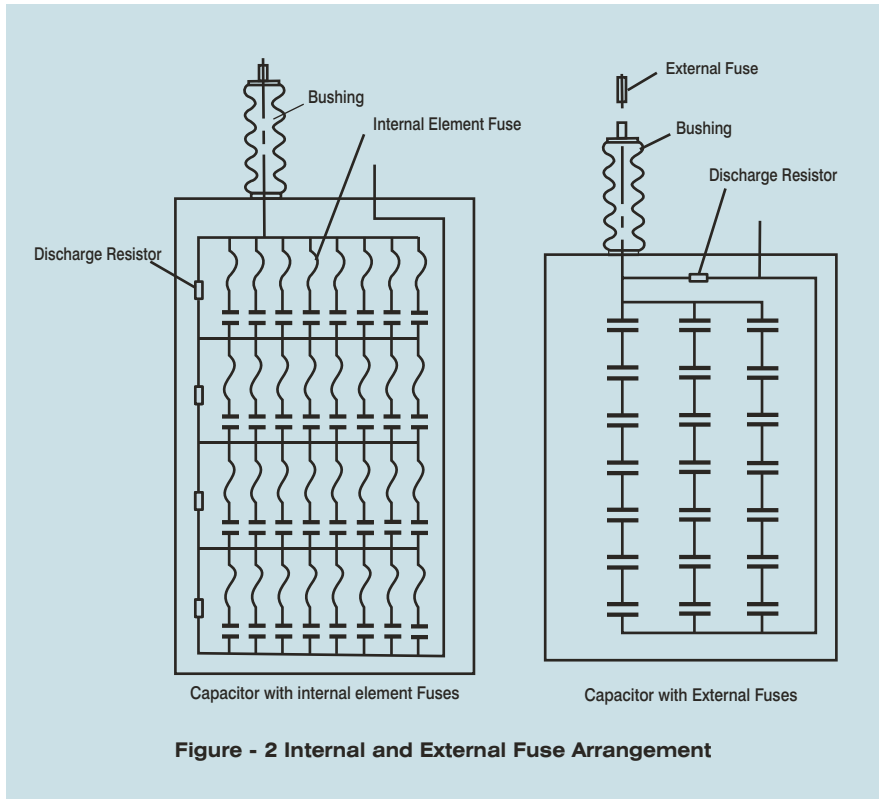 Bushing
Internal Element Fuse
Discharge Resistor
Capacitor with internal element Fuses
External Fuse
Bushing
Discharge Resistor
Capacitor with External Fuses
Figure - 2 Internal and External Fuse Arrangement